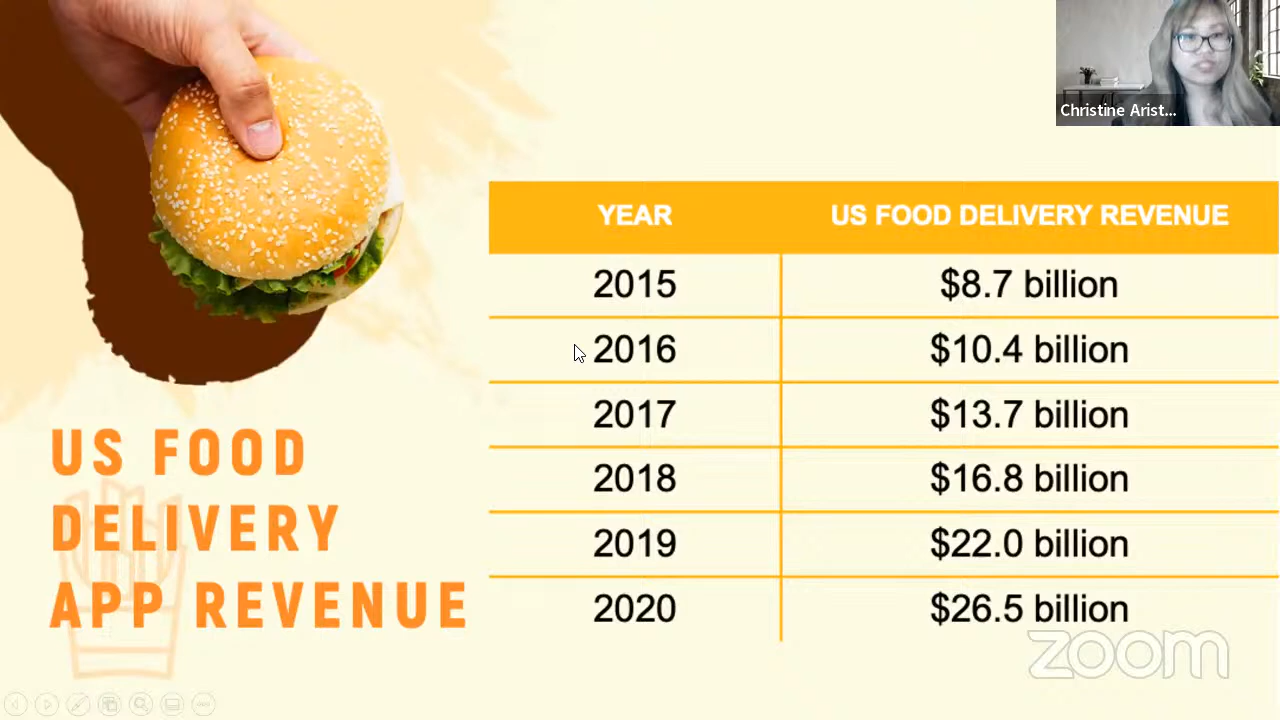 Christine Arist...
YEAR US FOOD DELIVERY REVENUE
2015 $8.7 billion
2016 $10.4 billion
2017 $13.7 billion
2018 $16.8 billion
2019 $22.0 billion
2020 $26.5 billion
US FOOD
DELIVERY
APP REVENUE
zoom